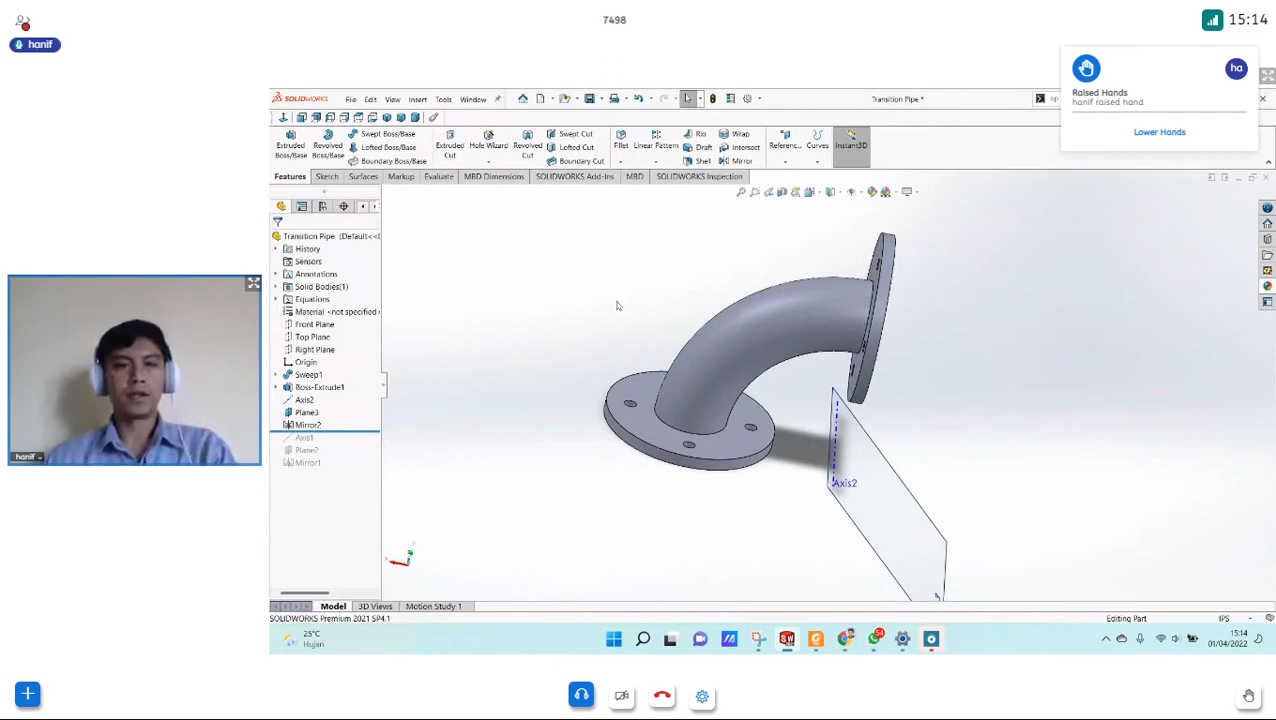 7498
15:14
hanif
ha
Raised Hands
hanif raised hand
Lower Hands
SOLIDWORKS File Edit View Insert Tools Window Transition Pipe *
Extruded Boss/Base
Revolved Boss/Base
Swept Boss/Base
Lofted Boss/Base
Boundary Boss/Base
Extruded Cut
Hole Wizard
Revolved Cut
Swept Cut
Lofted Cut
Boundary Cut
Fillet
Linear Pattern
Rib
Draft
Shell
Wrap
Intersect
Mirror
Referenc...
Curves
Instant3D
Features Sketch Surfaces Markup Evaluate MBD Dimensions SOLIDWORKS Add-Ins MBD SOLIDWORKS Inspection
Transition Pipe (Default<<D
History
Sensors
Annotations
Solid Bodies(1)
Equations
Material <not specified>
Front Plane
Top Plane
Right Plane
Origin
Sweep1
Boss-Extrude1
Axis2
Plane3
Mirror2
Axis1
Plane2
Mirror1
Axis2
hanif
Model 3D Views Motion Study 1
SOLIDWORKS Premium 2021 SP4.1 Editing Part IPS
25°C
Hujan
54
15:14
01/04/2022